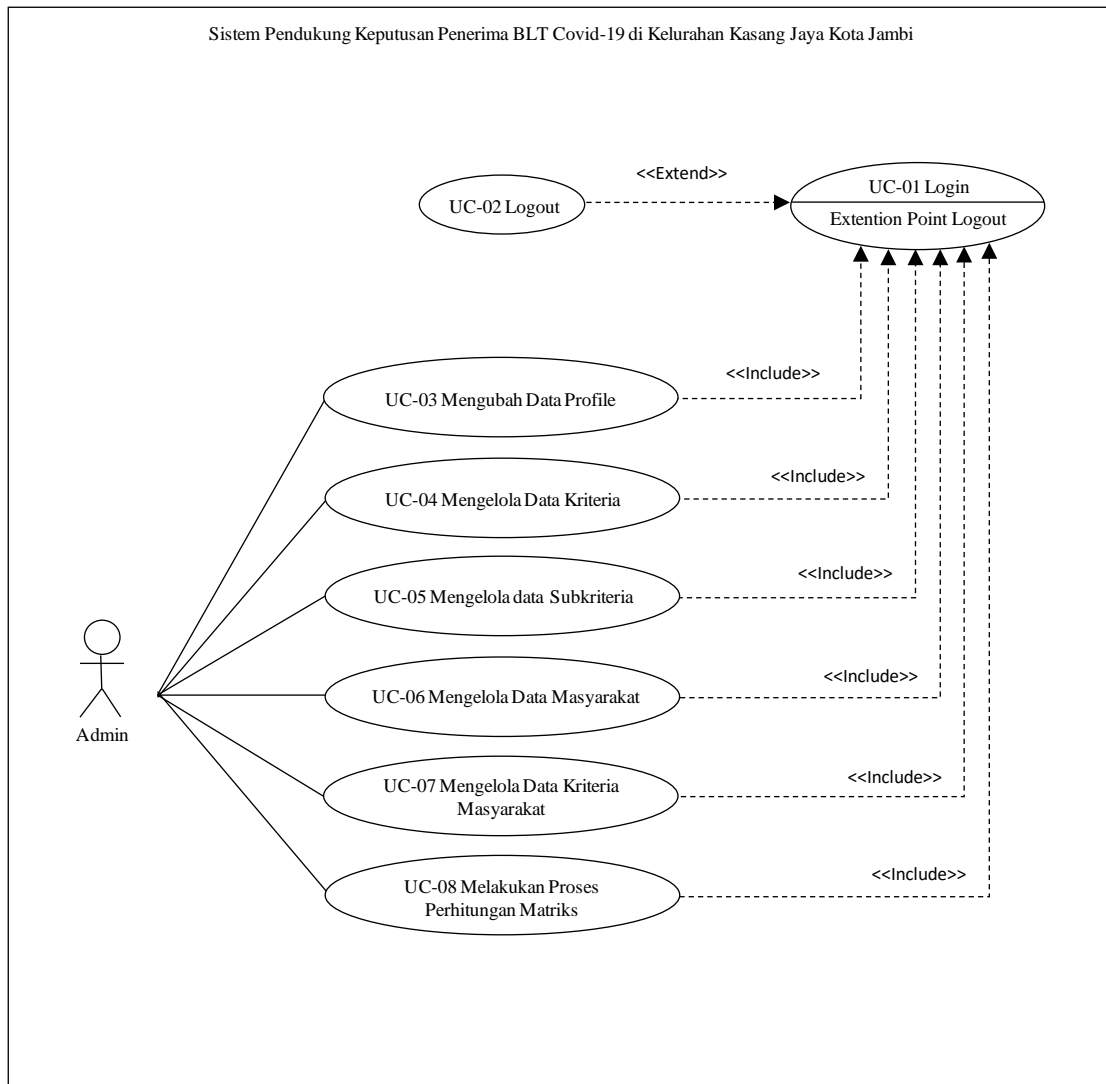 Sistem Pendukung Keputusan Penerima BLT Covid-19 di Kelurahan Kasang Jaya Kota Jambi
<<Extend>>
UC-01 Login
UC-02 Logout
Extention Point Logout
<<Include>>
UC-03 Mengubah Data Profile
<<Include>>
UC-04 Mengelola Data Kriteria
<<Include>>
UC-05 Mengelola data Subkriteria
<<Include>>
UC-06 Mengelola Data Masyarakat
Admin
<<Include>>
UC-07 Mengelola Data Kriteria
Masyarakat
<<Include>>
UC-08 Melakukan Proses
Perhitungan Matriks